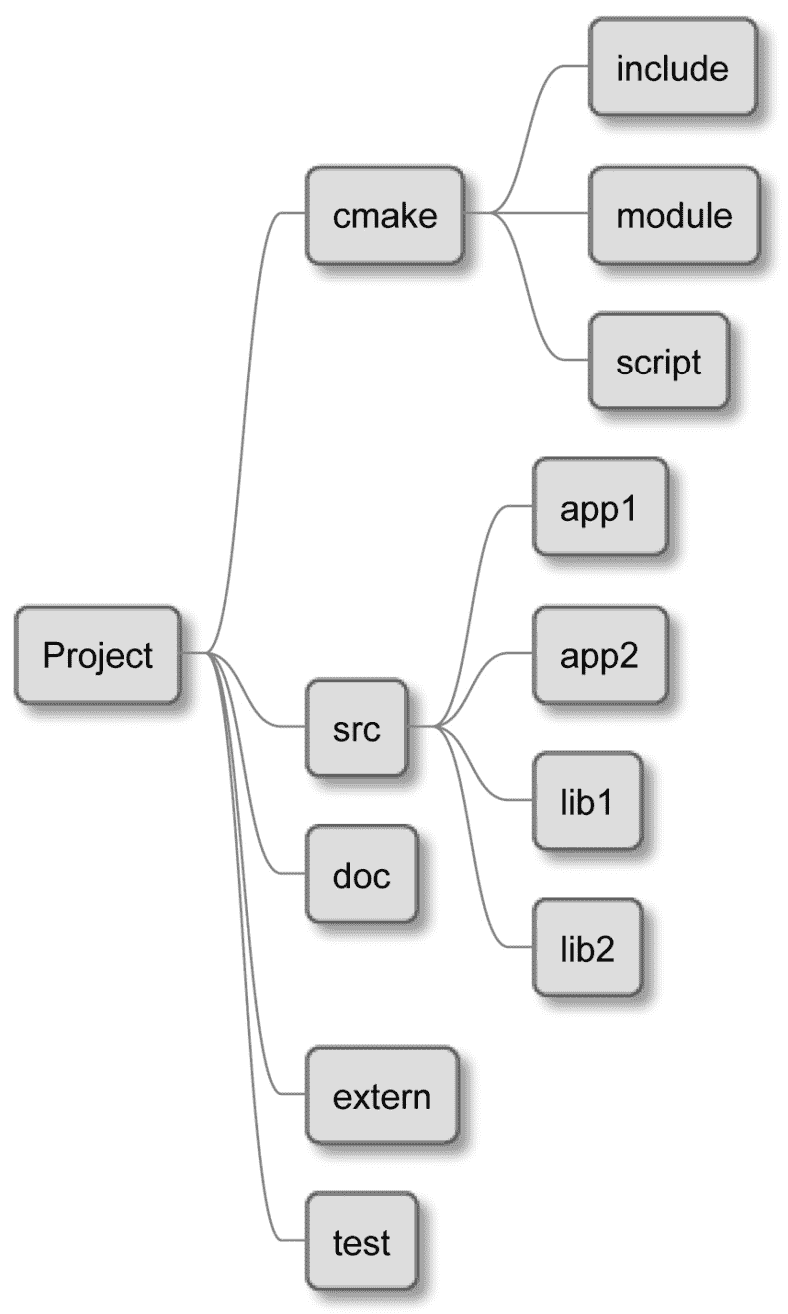 Project
cmake
include
module
script
src
app1
app2
lib1
lib2
doc
extern
test